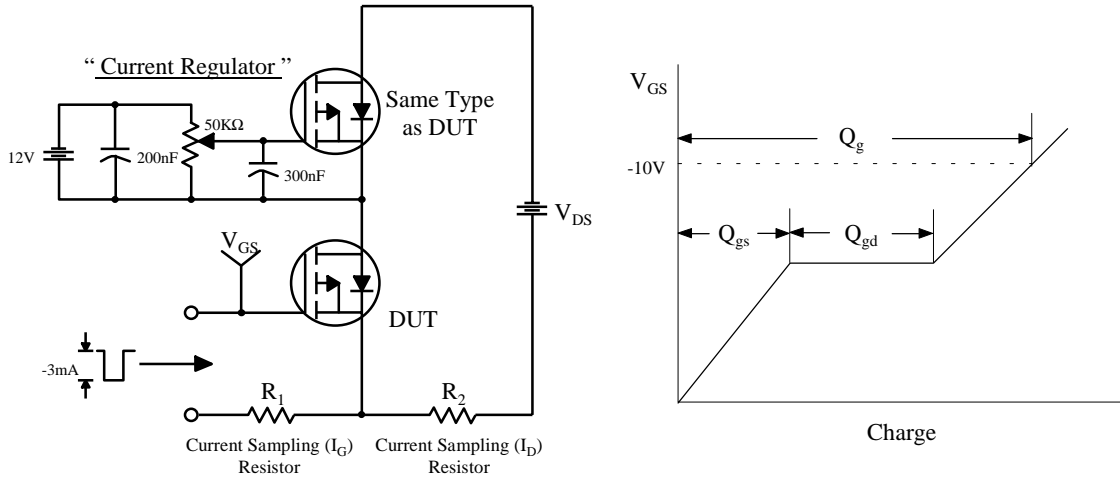 “ Current Regulator ”
Same Type
as DUT
50KΩ
12V
200nF
300nF
V_DS
V_GS
DUT
-3mA
R_1
R_2
Current Sampling (I_G)
Resistor
Current Sampling (I_D)
Resistor
V_GS
Q_g
-10V
Q_gs
Q_gd
Charge